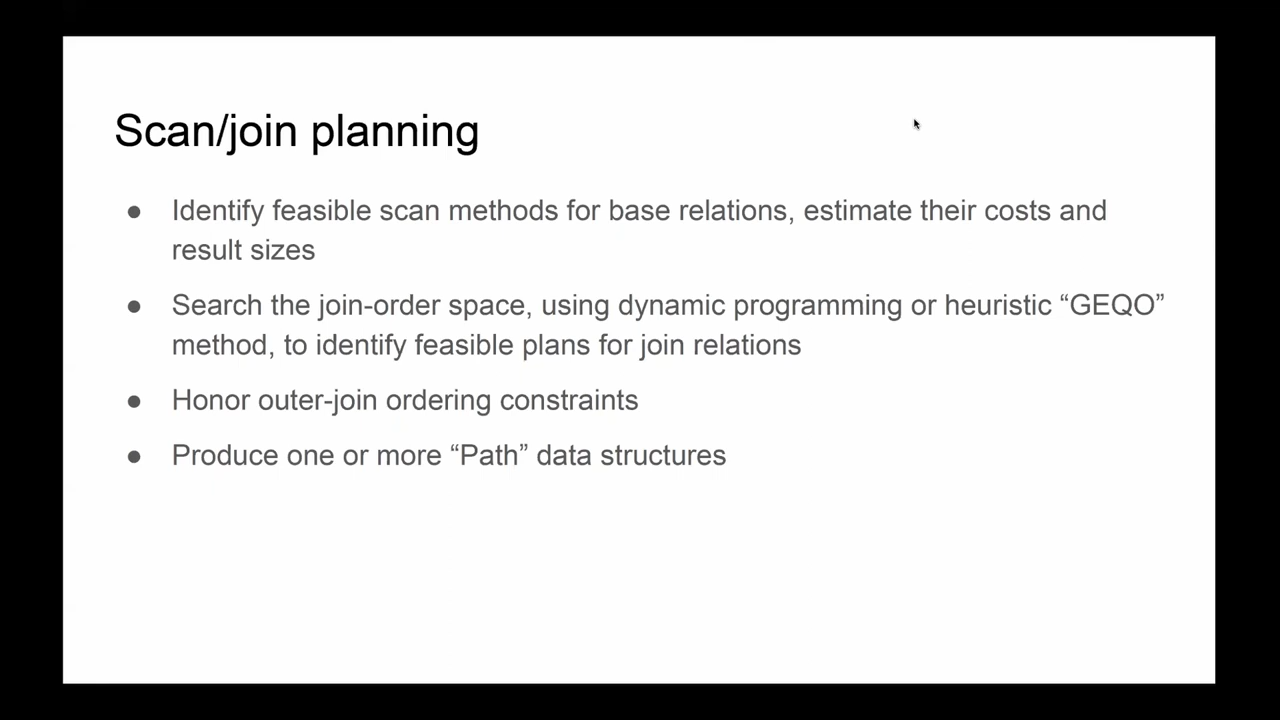 Scan/join planning
● Identify feasible scan methods for base relations, estimate their costs and
result sizes
● Search the join-order space, using dynamic programming or heuristic “GEQO”
method, to identify feasible plans for join relations
● Honor outer-join ordering constraints
● Produce one or more “Path” data structures